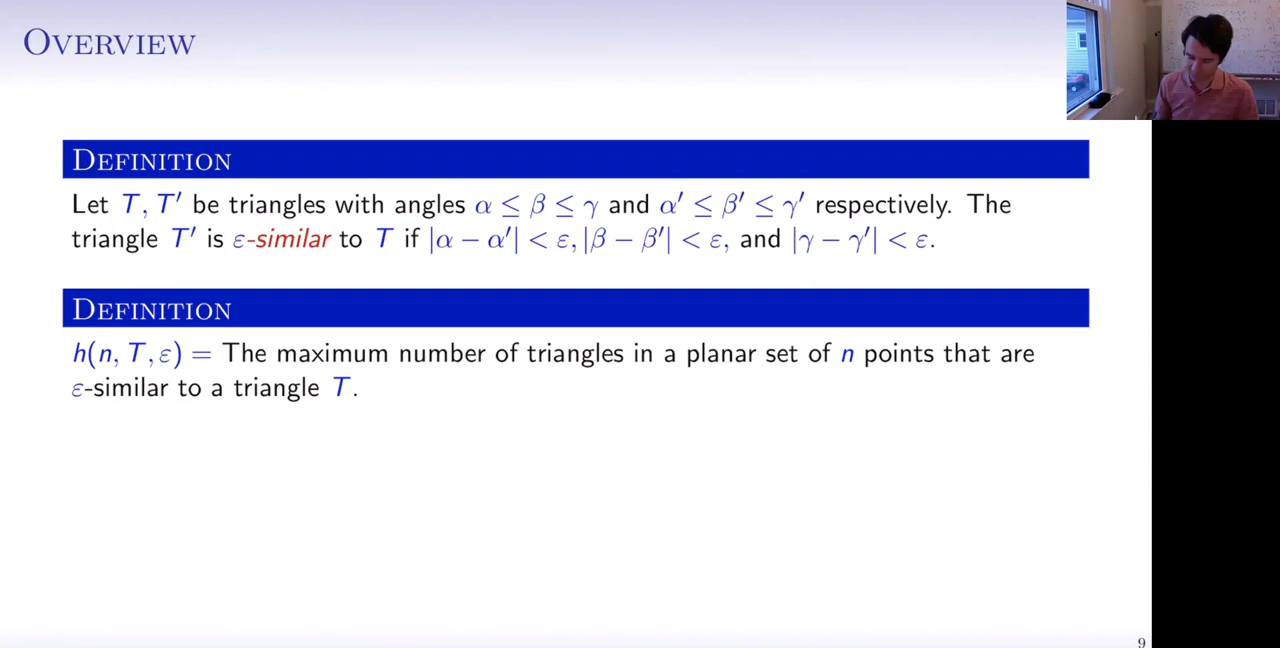 OVERVIEW
DEFINITION
Let T, T′ be triangles with angles α ≤ β ≤ γ and α′ ≤ β′ ≤ γ′ respectively. The
triangle T′ is ε-similar to T if |α − α′| < ε, |β − β′| < ε, and |γ − γ′| < ε.
DEFINITION
h(n, T, ε) = The maximum number of triangles in a planar set of n points that are
ε-similar to a triangle T.
9